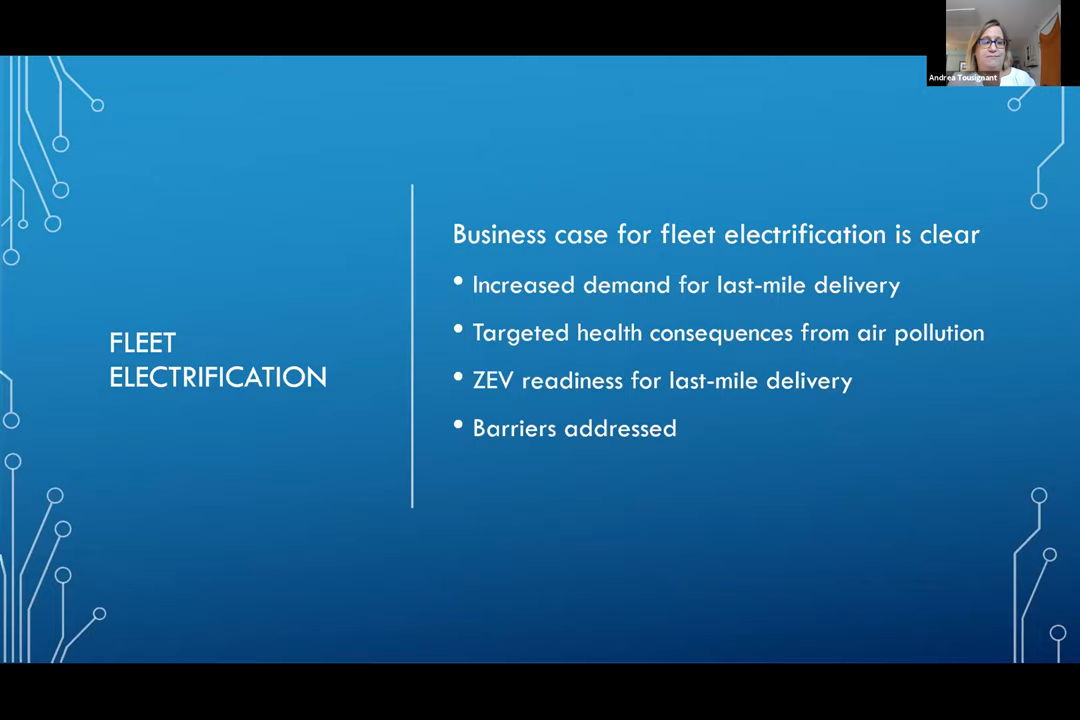 Andrea Tousignant
FLEET
ELECTRIFICATION
Business case for fleet electrification is clear
• Increased demand for last-mile delivery
• Targeted health consequences from air pollution
• ZEV readiness for last-mile delivery
• Barriers addressed